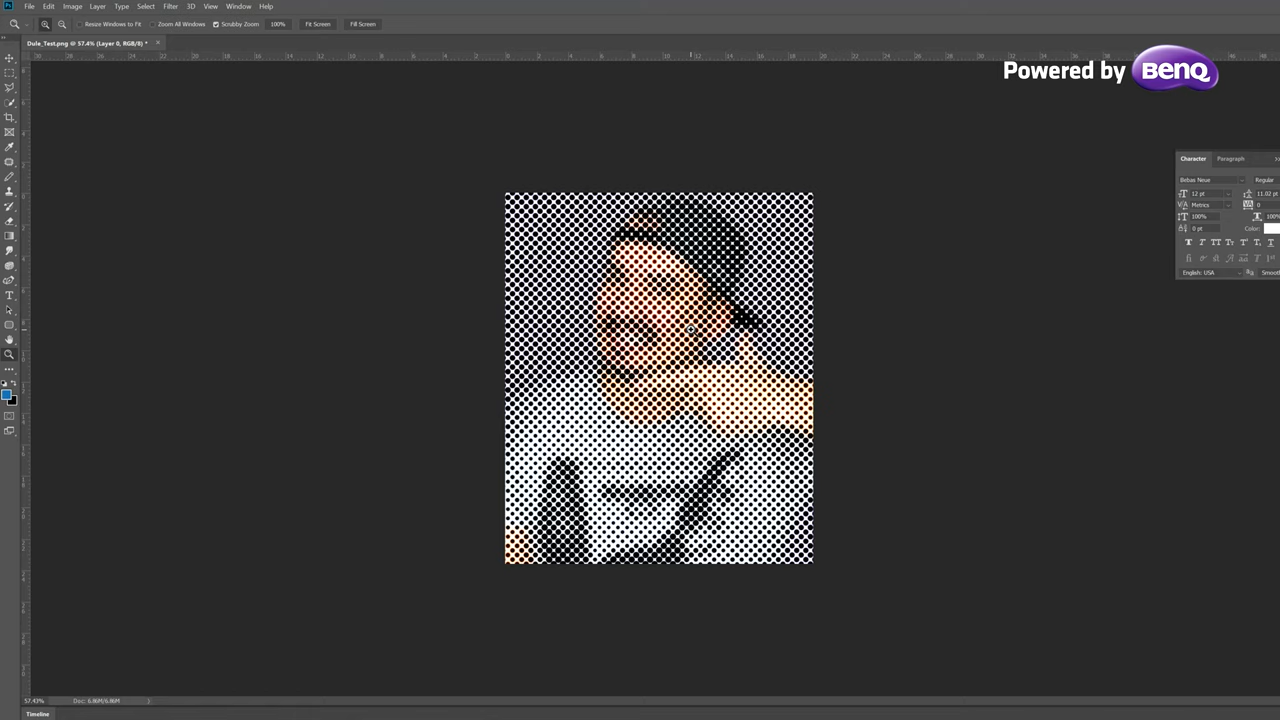 Ps File Edit Image Layer Type Select Filter 3D View Window Help
Resize Windows to Fit Zoom All Windows Scrubby Zoom 100% Fit Screen Fill Screen
Dule_Test.png @ 57.4% (Layer 0, RGB/8) *
Powered by BenQ
Character Paragraph
Bebas Neue Regular
12 pt 11.02 pt
Metrics 0
100% 100%
0 pt Color:
English: USA Smoot
57.43% Doc: 6.86M/6.86M
Timeline